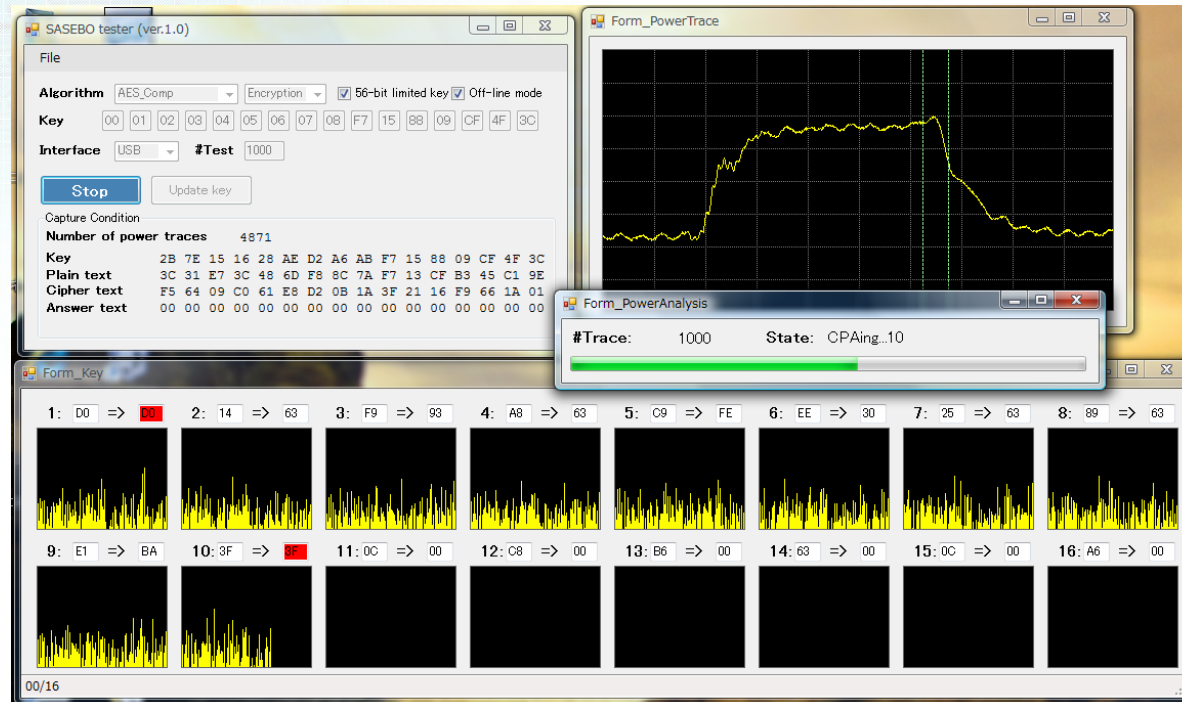 SASEBO tester (ver.1.0)
File
Algorithm AES_Comp Encryption 56-bit limited key Off-line mode
Key 00 01 02 03 04 05 06 07 08 F7 15 88 09 CF 4F 3C
Interface USB #Test 1000
Stop Update key
Capture Condition
Number of power traces 4871
Key 2B 7E 15 16 28 AE D2 A6 AB F7 15 88 09 CF 4F 3C
Plain text 3C 31 E7 3C 48 6D F8 8C 7A F7 13 CF B3 45 C1 9E
Cipher text F5 64 09 C0 61 E8 D2 0B 1A 3F 21 16 F9 66 1A 01
Answer text 00 00 00 00 00 00 00 00 00 00 00 00 00 00 00 00
Form_PowerTrace
Form_PowerAnalysis
#Trace: 1000 State: CPAing...10
Form_Key
1: D0 => D0 2: 14 => 63 3: F9 => 93 4: A8 => 63 5: C9 => FE 6: EE => 30 7: 25 => 63 8: 89 => 63
9: E1 => BA 10: 3F => 3F 11: 0C => 00 12: C8 => 00 13: B6 => 00 14: 63 => 00 15: 0C => 00 16: A6 => 00
00/16